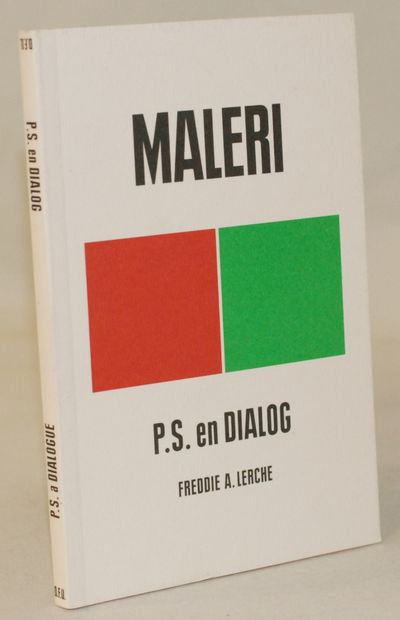 MALERI
P.S. en DIALOG
FREDDIE A. LERCHE
P.S. en DIALOG
P.S. a DIALOGUE